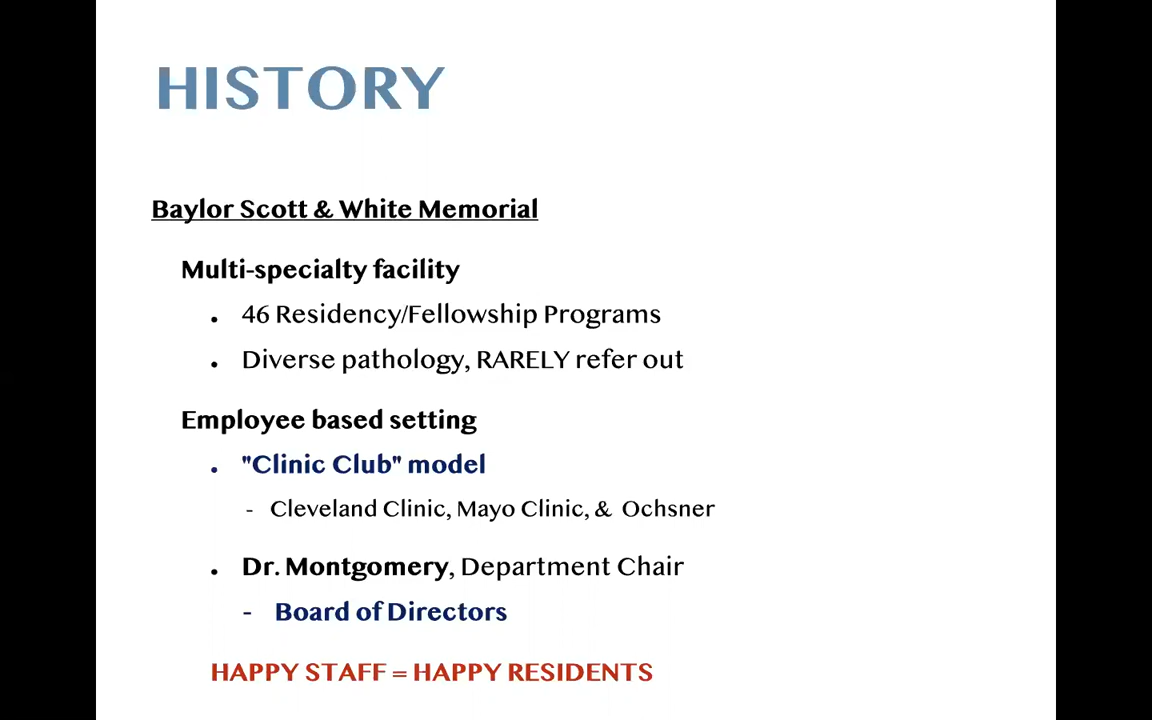 HISTORY
Baylor Scott & White Memorial
Multi-specialty facility
• 46 Residency/Fellowship Programs
• Diverse pathology, RARELY refer out
Employee based setting
• "Clinic Club" model
- Cleveland Clinic, Mayo Clinic, & Ochsner
• Dr. Montgomery, Department Chair
- Board of Directors
HAPPY STAFF = HAPPY RESIDENTS